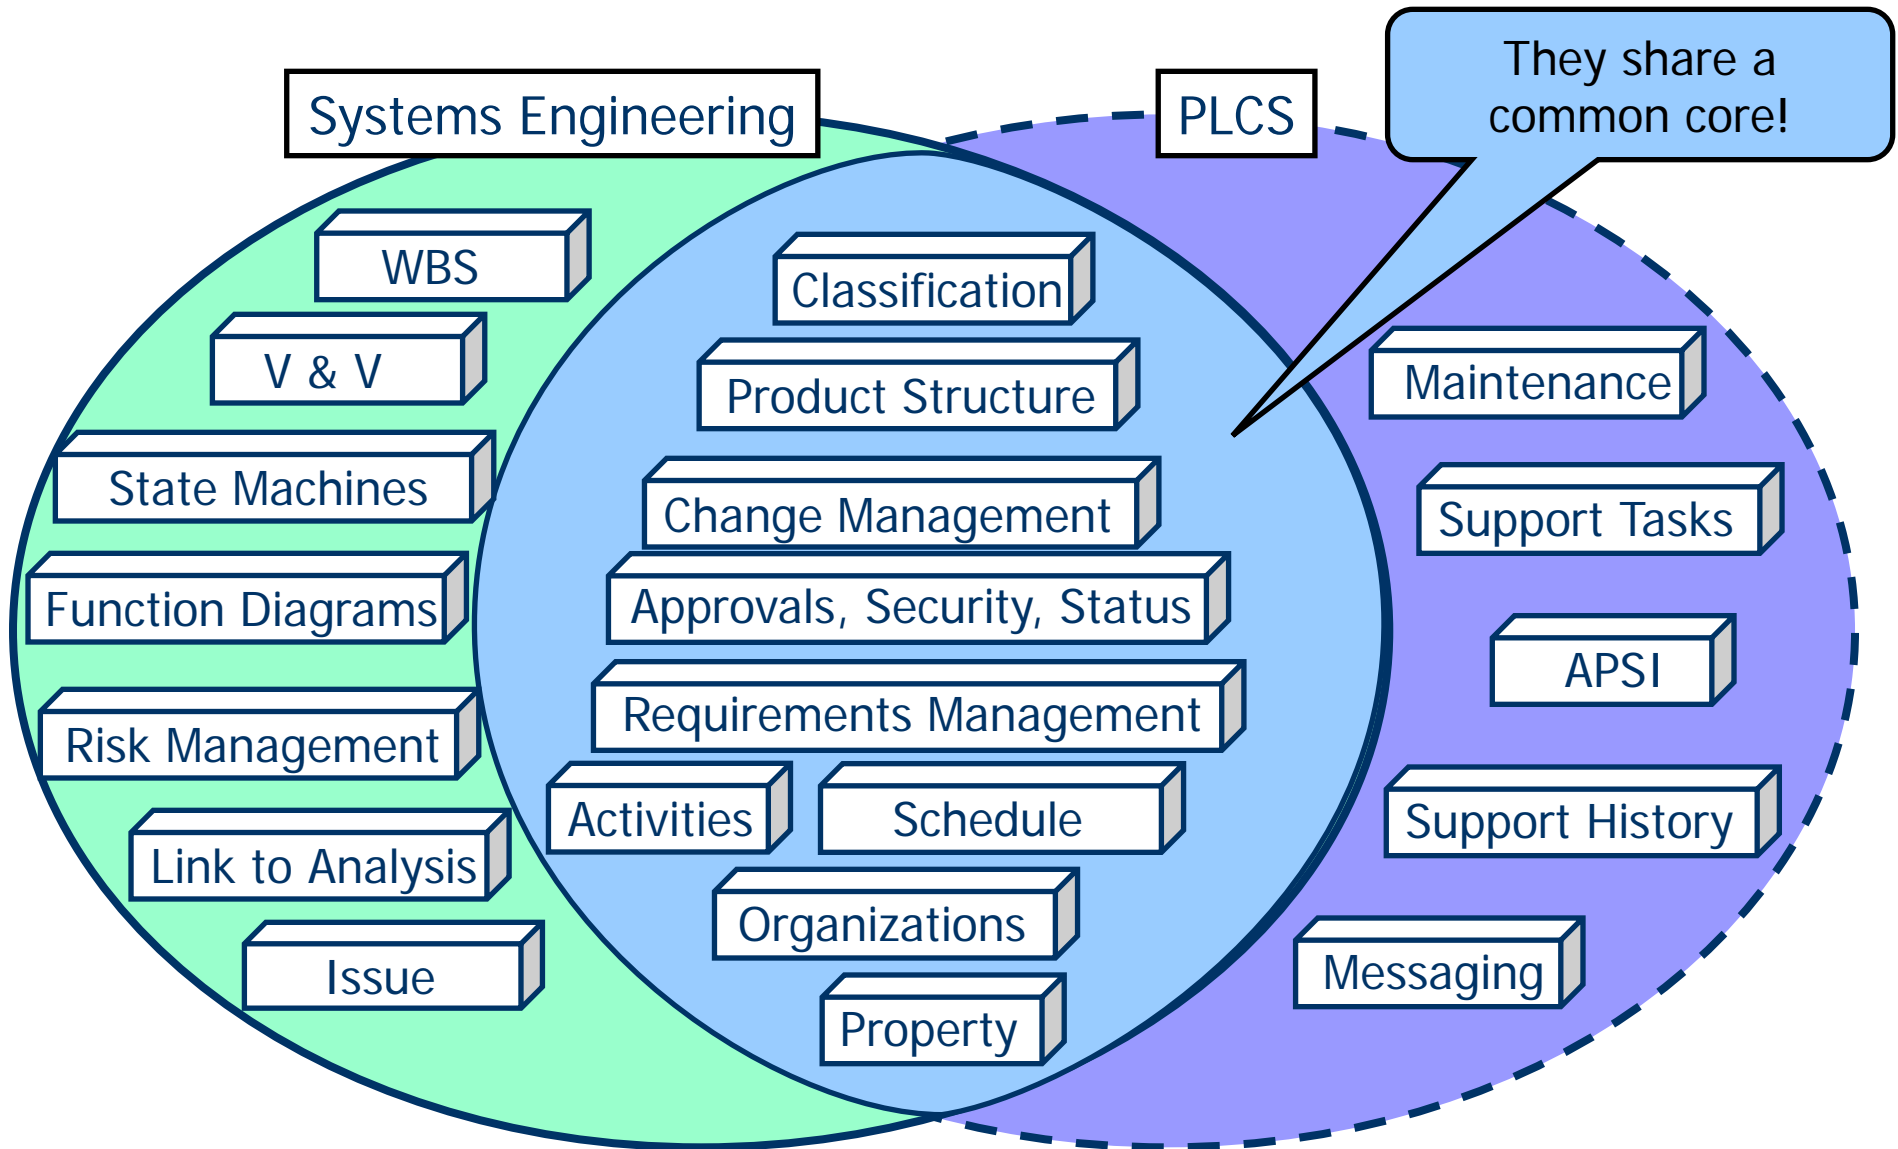 They share a
common core!
Systems Engineering
PLCS
WBS
V & V
State Machines
Function Diagrams
Risk Management
Link to Analysis
Issue
Classification
Product Structure
Change Management
Approvals, Security, Status
Requirements Management
Activities
Schedule
Organizations
Property
Maintenance
Support Tasks
APSI
Support History
Messaging